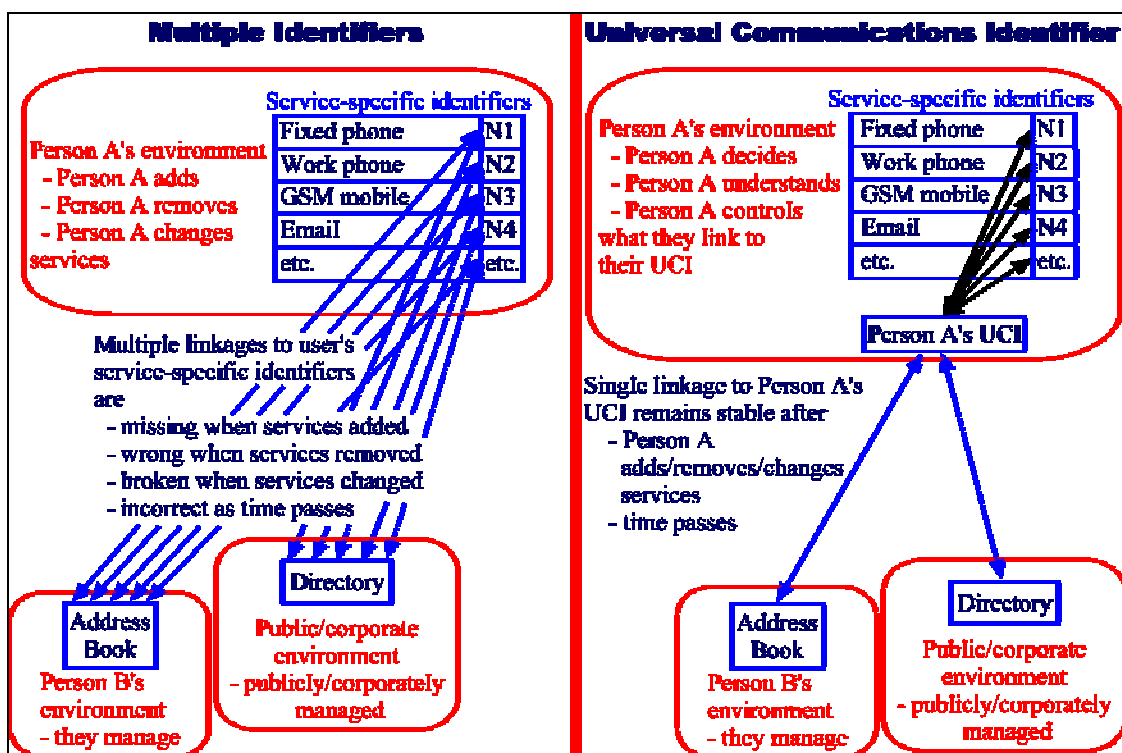 Multiple Identifiers
Service-specific identifiers
Fixed phone N1
Work phone N2
GSM mobile N3
Email N4
etc. etc.
Person A's environment
- Person A adds
- Person A removes
- Person A changes
services
Multiple linkages to user's
service-specific identifiers
are
- missing when services added
- wrong when services removed
- broken when services changed
- incorrect as time passes
Address
Book
Person B's
environment
- they manage
Directory
Public/corporate
environment
- publicly/corporately
managed
Universal Communications Identifier
Service-specific identifiers
Fixed phone N1
Work phone N2
GSM mobile N3
Email N4
etc. etc.
Person A's environment
- Person A decides
- Person A understands
- Person A controls
what they link to
their UCI
Person A's UCI
Single linkage to Person A's
UCI remains stable after
- Person A
adds/removes/changes
services
- time passes
Address
Book
Person B's
environment
- they manage
Directory
Public/corporate
environment
- publicly/corporately
managed